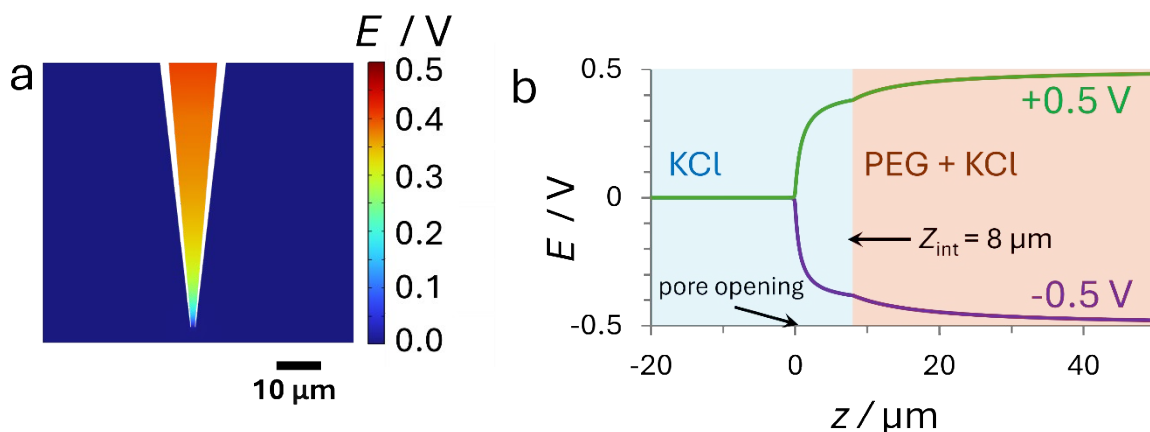 a
E / V
0.5
0.4
0.3
0.2
0.1
0.0
10 µm
b
E / V
0.5
0
-0.5
KCl
PEG + KCl
+0.5 V
Zint = 8 µm
pore opening
-0.5 V
-20
0
20
40
z / µm